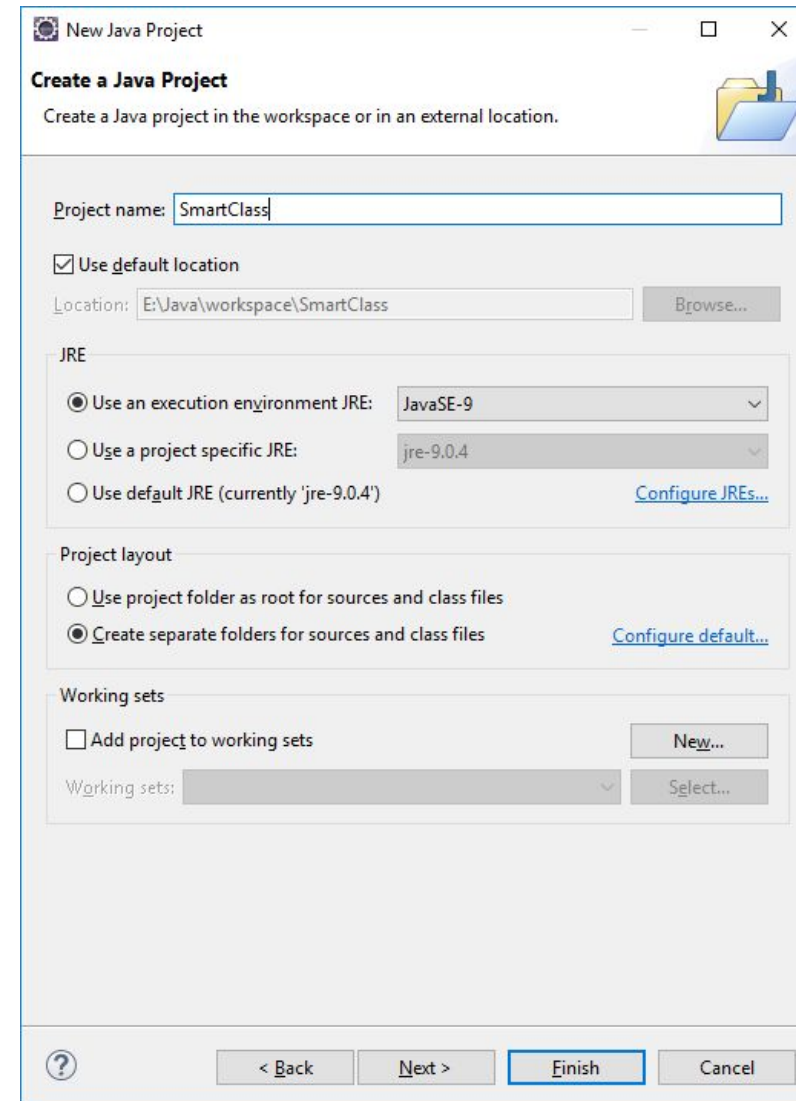 New Java Project
Create a Java Project
Create a Java project in the workspace or in an external location.
Project name: SmartClass
Use default location
Location: E:\Java\workspace\SmartClass Browse...
JRE
Use an execution environment JRE: JavaSE-9
Use a project specific JRE: jre-9.0.4
Use default JRE (currently 'jre-9.0.4') Configure JREs...
Project layout
Use project folder as root for sources and class files
Create separate folders for sources and class files Configure default...
Working sets
Add project to working sets New...
Working sets: Select...
? < Back Next > Finish Cancel